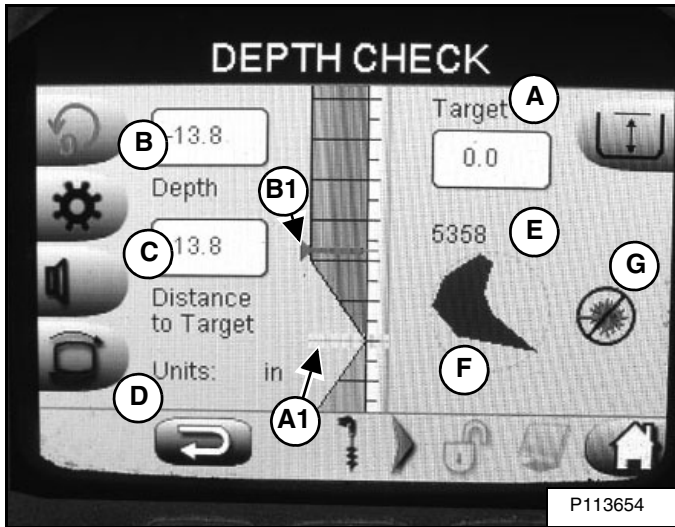 DEPTH CHECK
A
Target
B
-13.8
0.0
Depth
B1
C
-13.8
5358
E
G
Distance
to Target
F
D
Units: in
A1
P113654